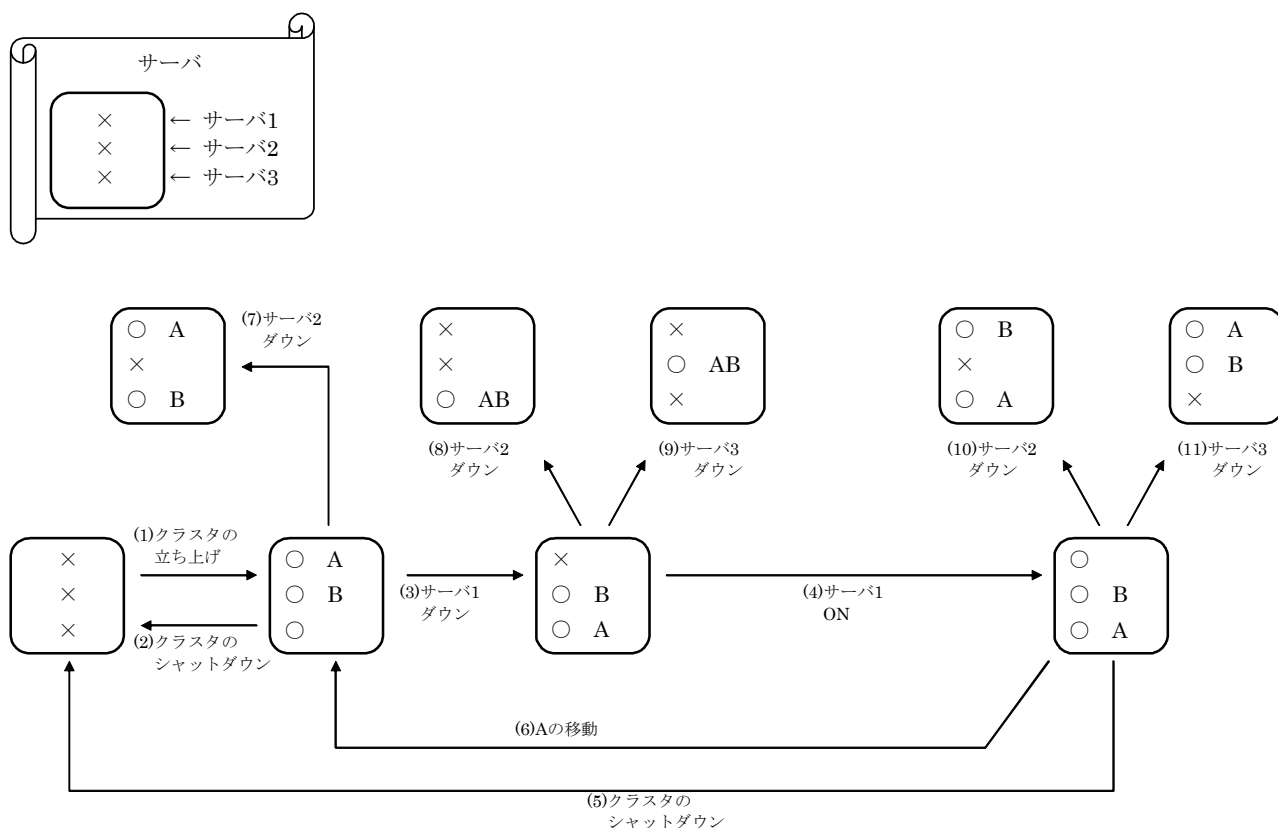 サーバ
× ← サーバ1
× ← サーバ2
× ← サーバ3
○ A
×
○ B
(7)サーバ2
ダウン
×
×
○ AB
×
○ AB
×
○ B
×
○ A
○ A
○ B
×
(8)サーバ2
ダウン
(9)サーバ3
ダウン
(10)サーバ2
ダウン
(11)サーバ3
ダウン
×
×
×
(1)クラスタの
立ち上げ
(2)クラスタの
シャットダウン
○ A
○ B
○
(3)サーバ1
ダウン
×
○ B
○ A
(4)サーバ1
ON
○
○ B
○ A
(6)Aの移動
(5)クラスタの
シャットダウン